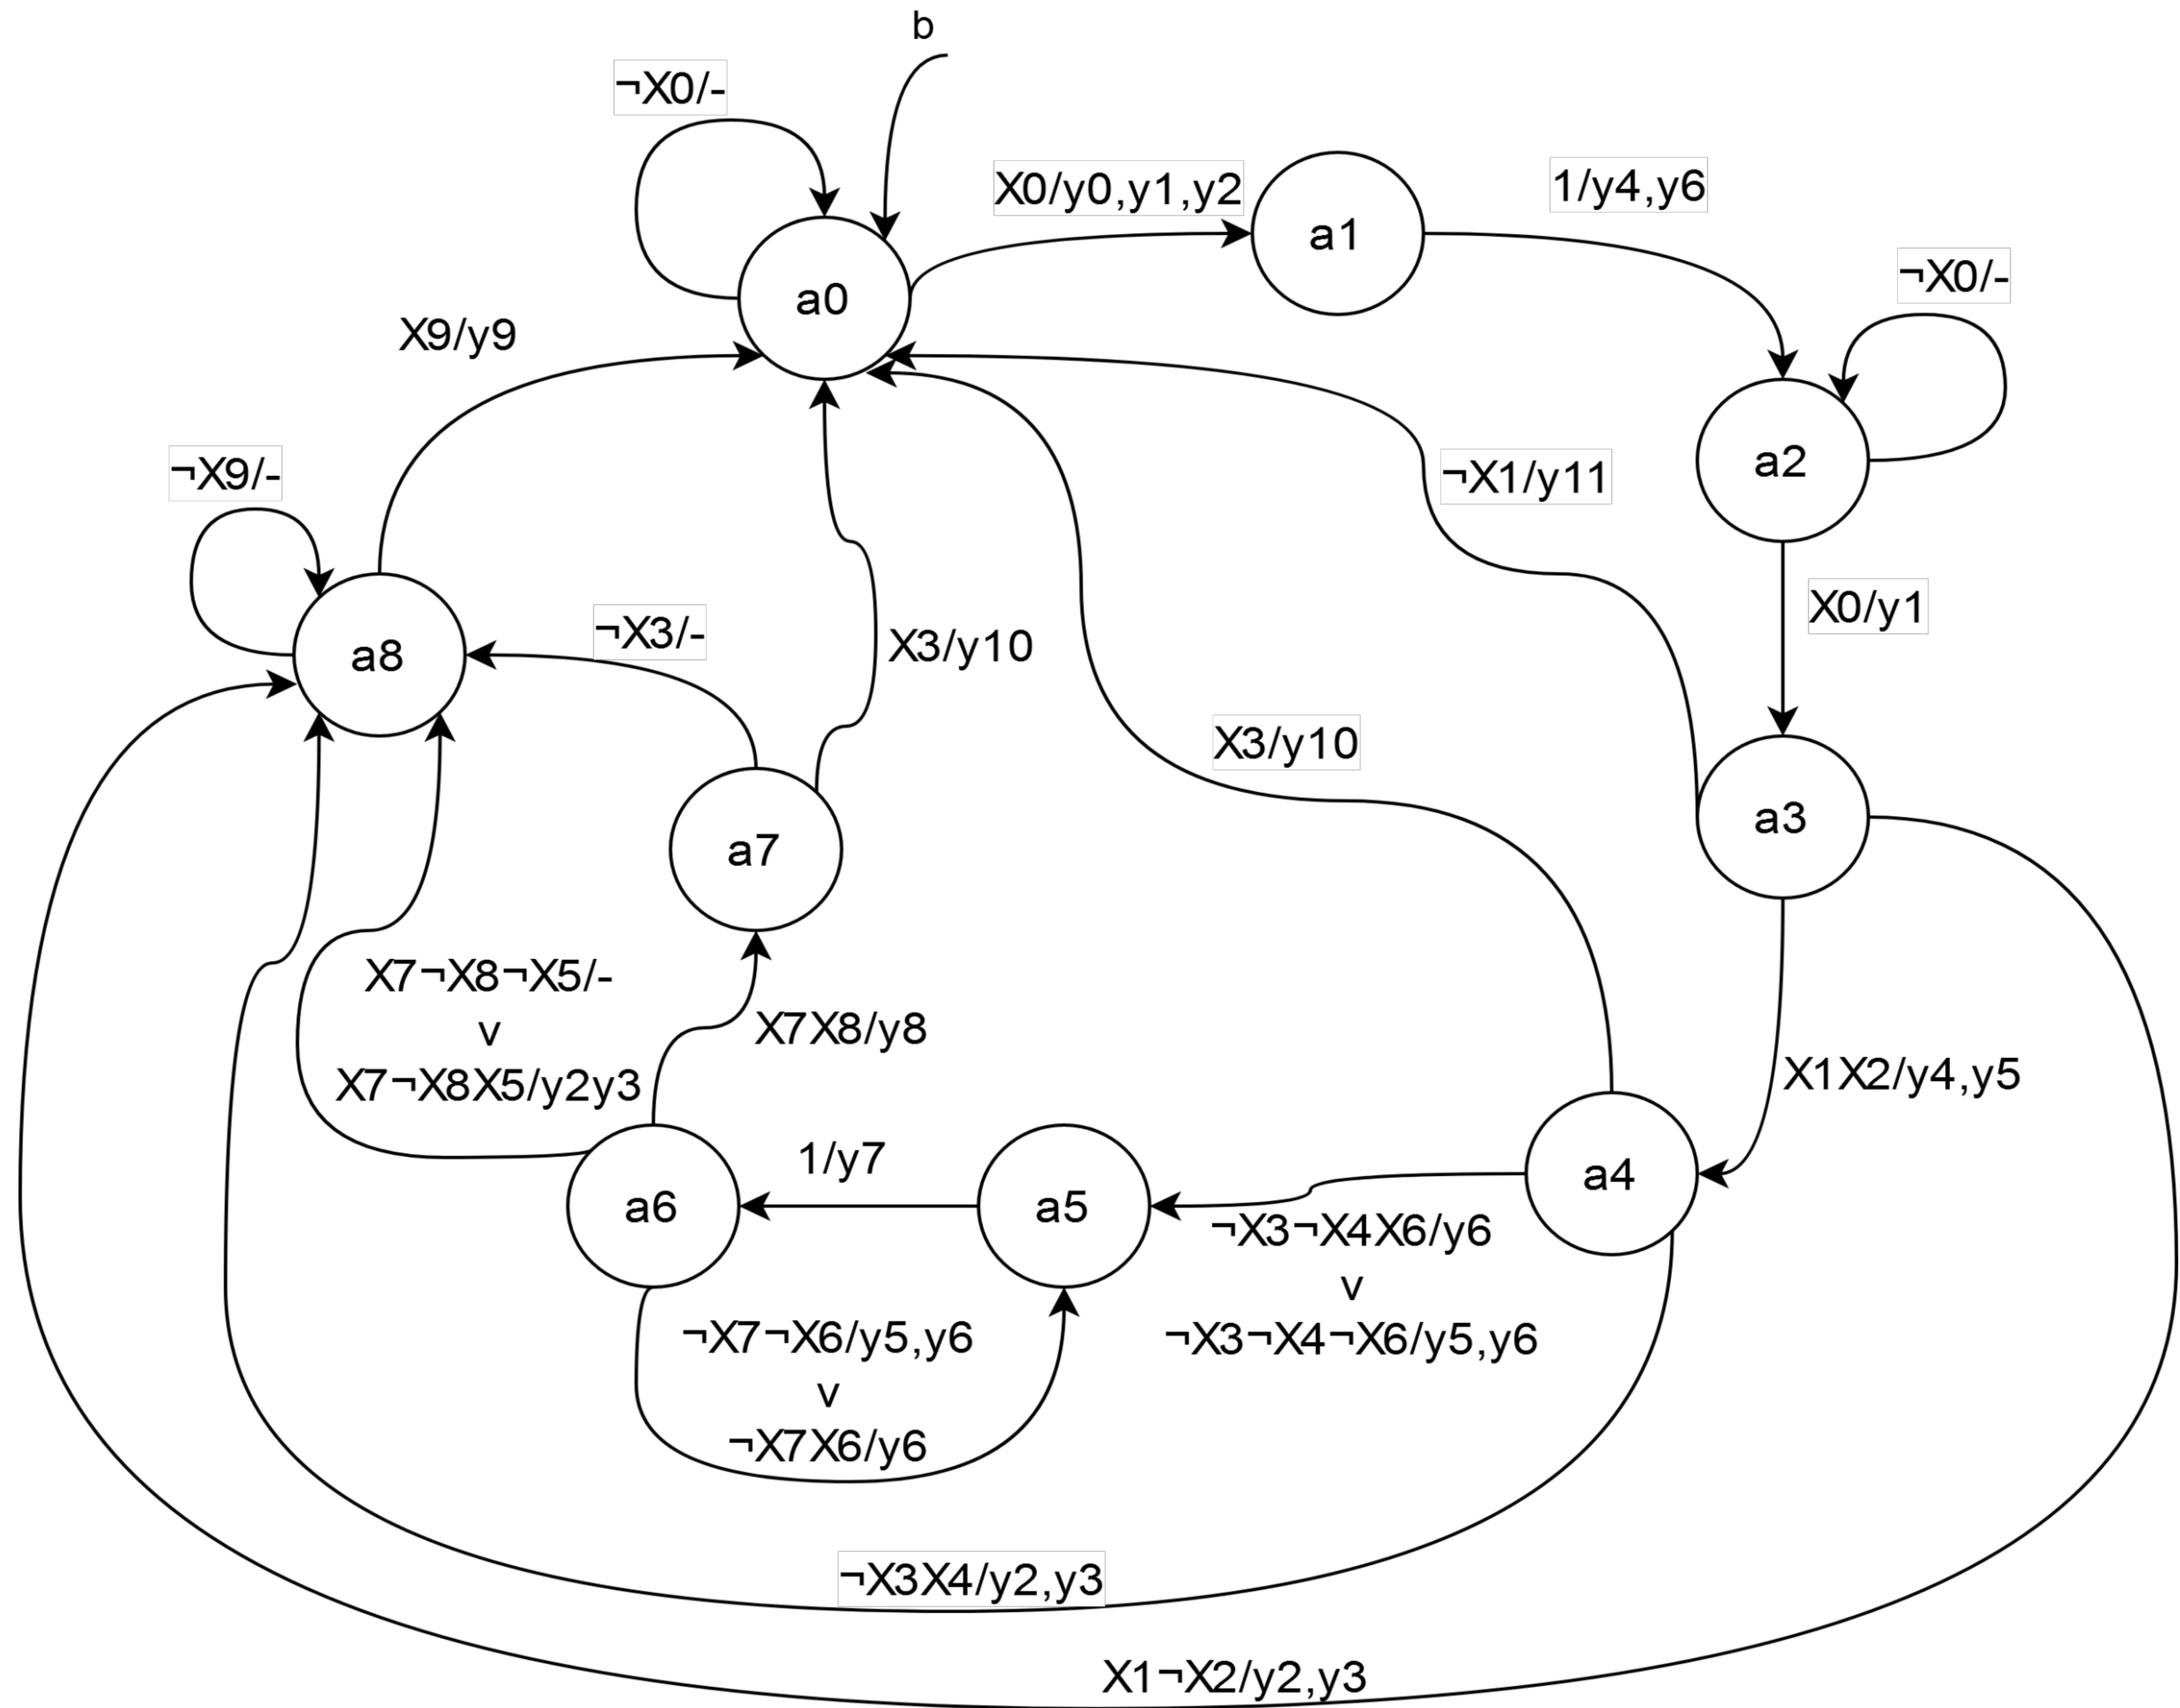 b
¬X0/-
X0/y0,y1,y2
1/y4,y6
a1
a0
¬X0/-
X9/y9
a2
¬X9/-
¬X1/y11
X0/y1
¬X3/-
X3/y10
a8
X3/y10
a3
a7
X7¬X8¬X5/-
v
X7¬X8X5/y2y3
X7X8/y8
X1X2/y4,y5
1/y7
a4
a6
a5
¬X3¬X4X6/y6
v
¬X3¬X4¬X6/y5,y6
¬X7¬X6/y5,y6
v
¬X7X6/y6
¬X3X4/y2,y3
X1¬X2/y2,y3